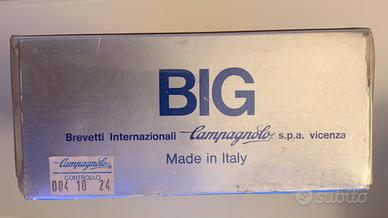 BIG
Brevetti Internazionali Campagnolo s.p.a. vicenza
Made in Italy
Campagnolo
CONTROLLO
004 10 24
subito